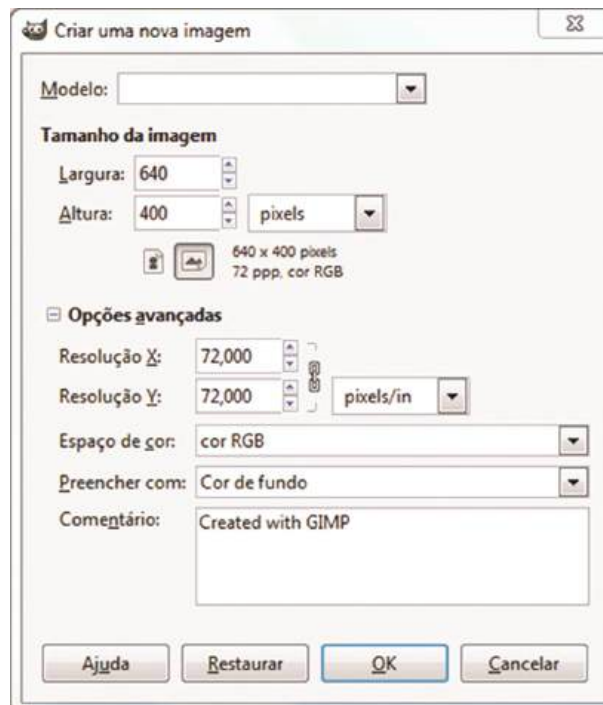 Criar uma nova imagem
Modelo:
Tamanho da imagem
Largura: 640
Altura: 400 pixels
640 x 400 pixels
72 ppp, cor RGB
Opções avançadas
Resolução X: 72,000
Resolução Y: 72,000 pixels/in
Espaço de cor: cor RGB
Preencher com: Cor de fundo
Comentário: Created with GIMP
Ajuda Restaurar OK Cancelar